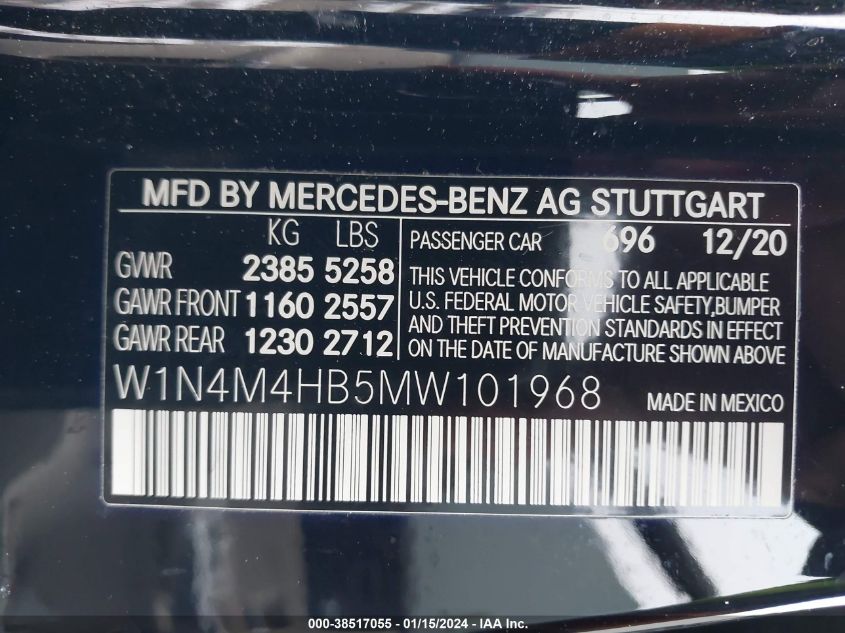 MFD BY MERCEDES-BENZ AG STUTTGART
KG LBS
GVWR 2385 5258
GAWR FRONT 1160 2557
GAWR REAR 1230 2712
PASSENGER CAR 696 12/20
THIS VEHICLE CONFORMS TO ALL APPLICABLE
U.S. FEDERAL MOTOR VEHICLE SAFETY,BUMPER
AND THEFT PREVENTION STANDARDS IN EFFECT
ON THE DATE OF MANUFACTURE SHOWN ABOVE
W1N4M4HB5MW101968 MADE IN MEXICO
000-38517055 - 01/15/2024 - IAA Inc.